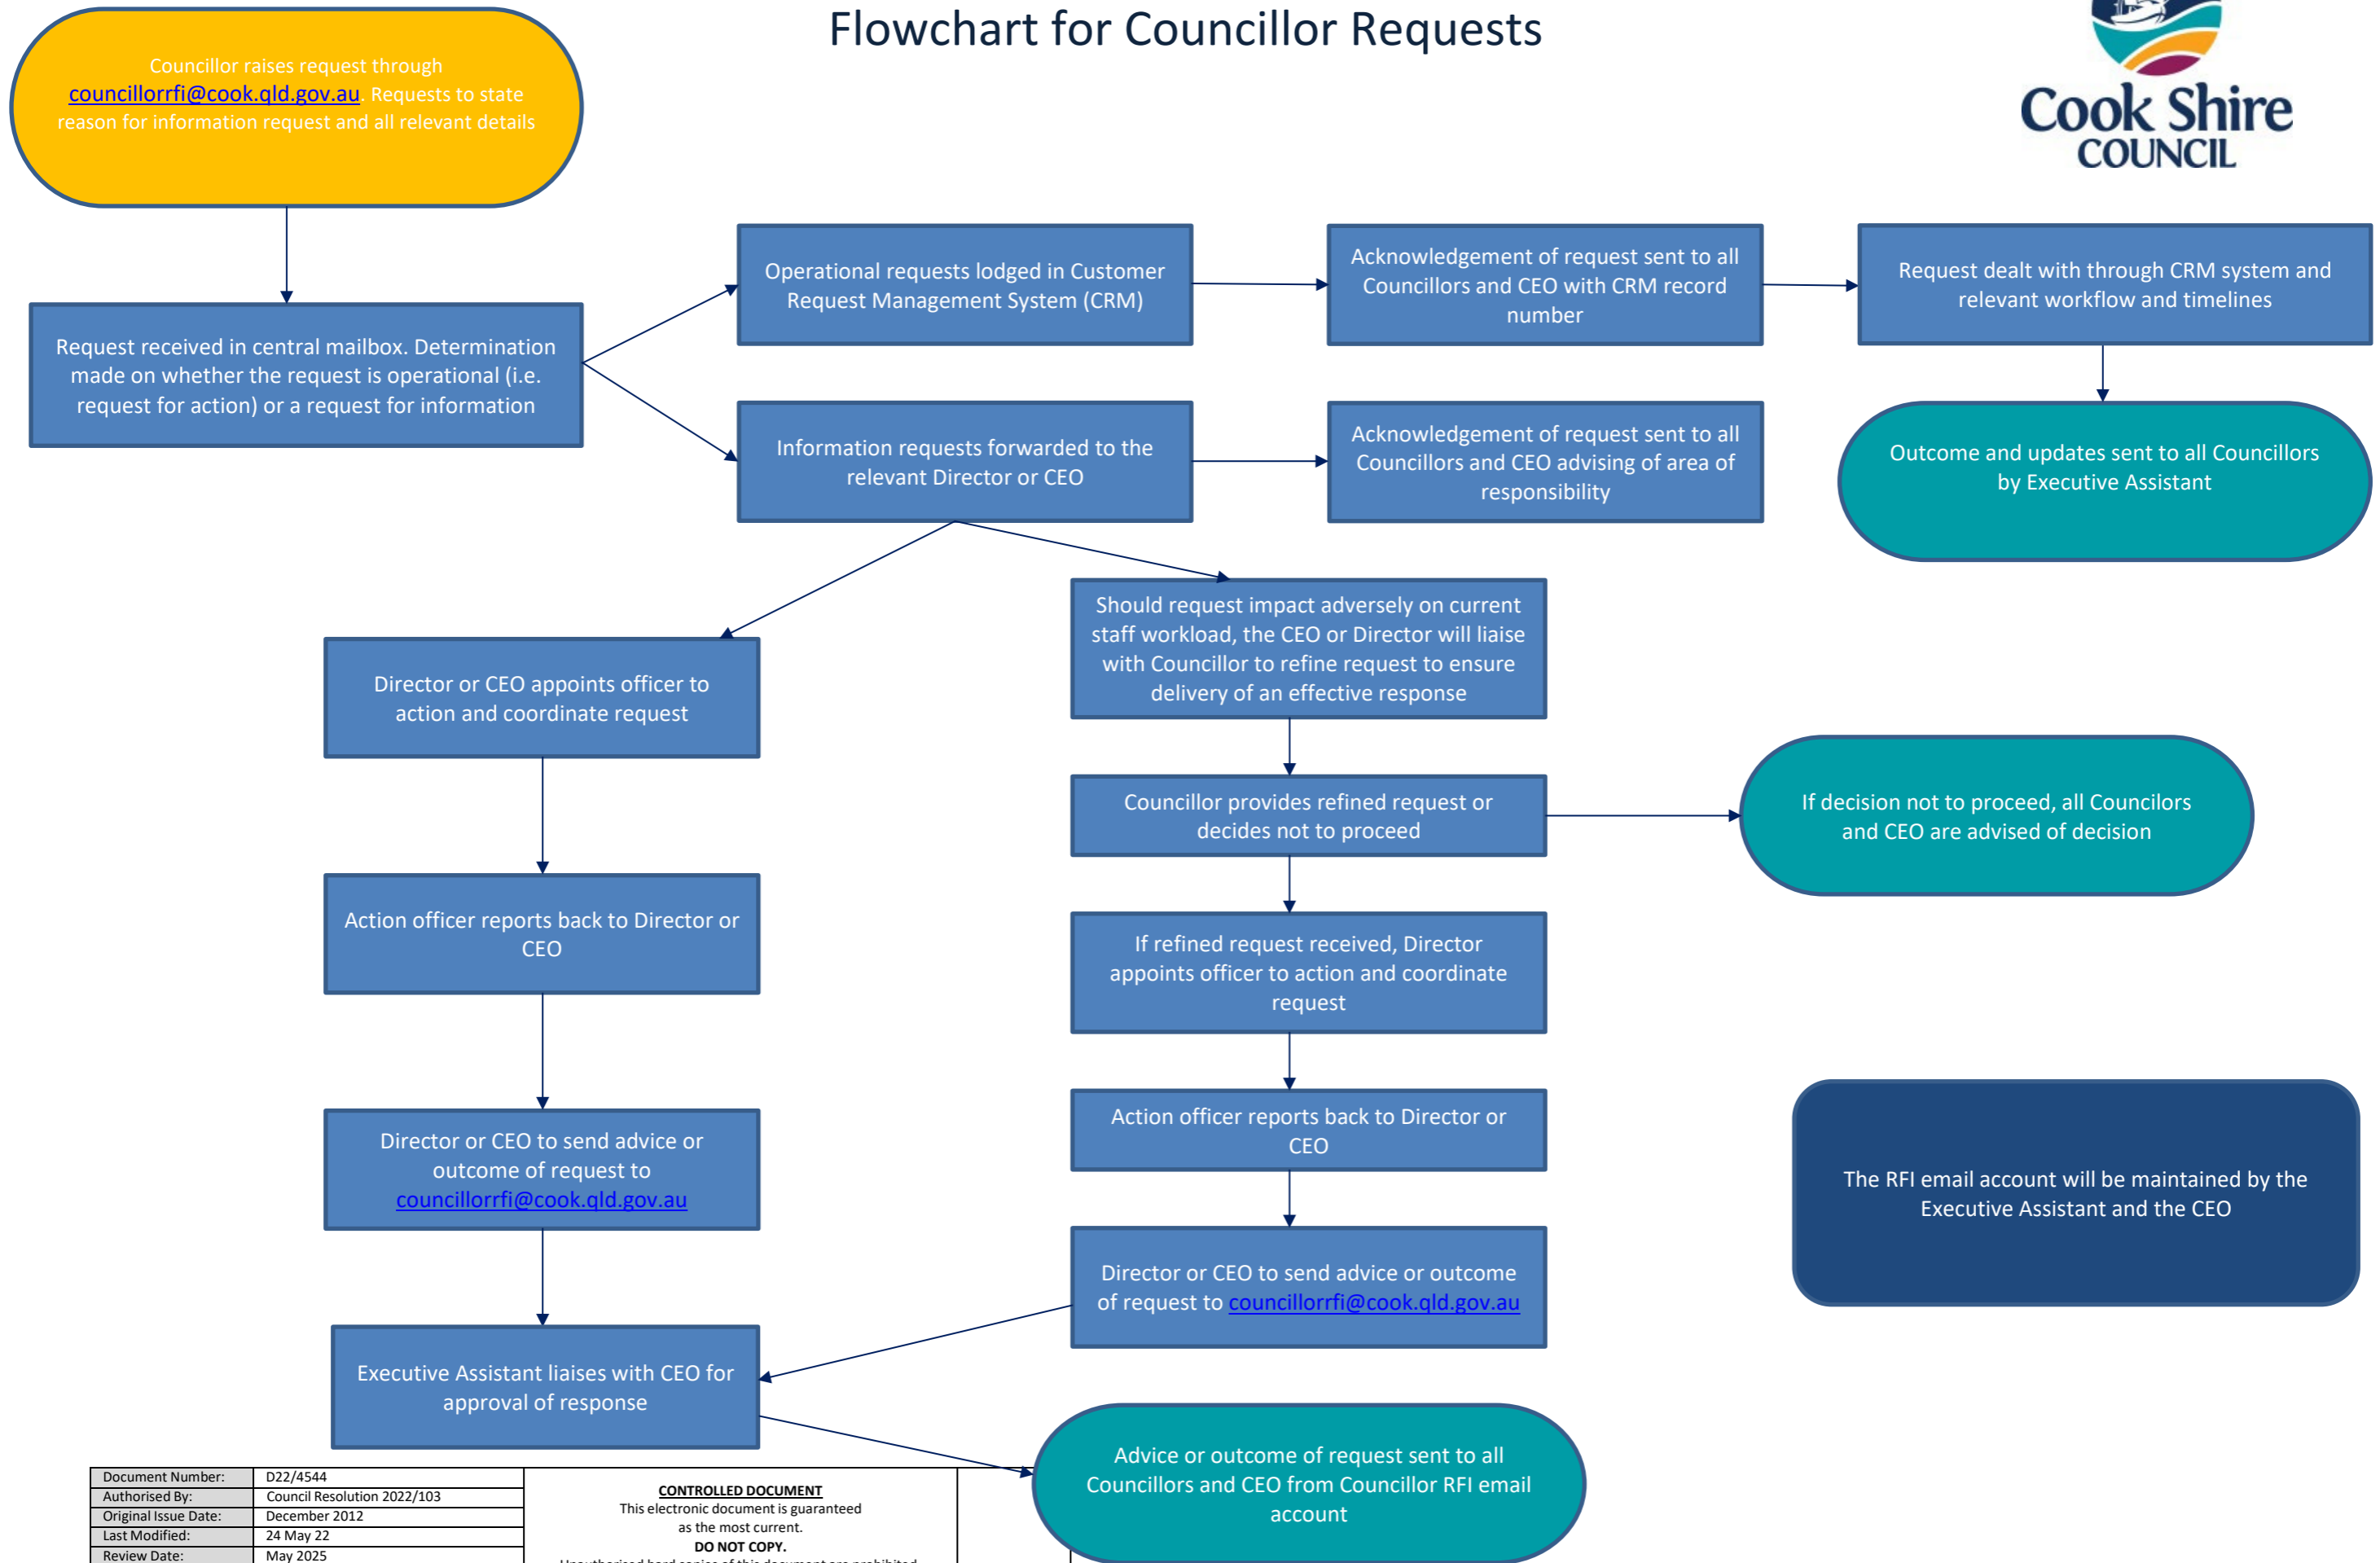 Flowchart for Councillor Requests
Cook Shire
COUNCIL
Councillor raises request through
councillorrfi@cook.qld.gov.au. Requests to state
reason for information request and all relevant details
Request received in central mailbox. Determination
made on whether the request is operational (i.e.
request for action) or a request for information
Operational requests lodged in Customer
Request Management System (CRM)
Acknowledgement of request sent to all
Councillors and CEO with CRM record
number
Request dealt with through CRM system and
relevant workflow and timelines
Outcome and updates sent to all Councillors
by Executive Assistant
Information requests forwarded to the
relevant Director or CEO
Acknowledgement of request sent to all
Councillors and CEO advising of area of
responsibility
Director or CEO appoints officer to
action and coordinate request
Action officer reports back to Director or
CEO
Director or CEO to send advice or
outcome of request to
councillorrfi@cook.qld.gov.au
Should request impact adversely on current
staff workload, the CEO or Director will liaise
with Councillor to refine request to ensure
delivery of an effective response
Councillor provides refined request or
decides not to proceed
If decision not to proceed, all Councilors
and CEO are advised of decision
If refined request received, Director
appoints officer to action and coordinate
request
Action officer reports back to Director or
CEO
Director or CEO to send advice or outcome
of request to councillorrfi@cook.qld.gov.au
Executive Assistant liaises with CEO for
approval of response
Advice or outcome of request sent to all
Councillors and CEO from Councillor RFI email
account
The RFI email account will be maintained by the
Executive Assistant and the CEO
Document Number: D22/4544
Authorised By: Council Resolution 2022/103
Original Issue Date: December 2012
Last Modified: 24 May 22
Review Date: May 2025
CONTROLLED DOCUMENT
This electronic document is guaranteed
as the most current.
DO NOT COPY.
Unauthorised hard copies of this document are prohibited